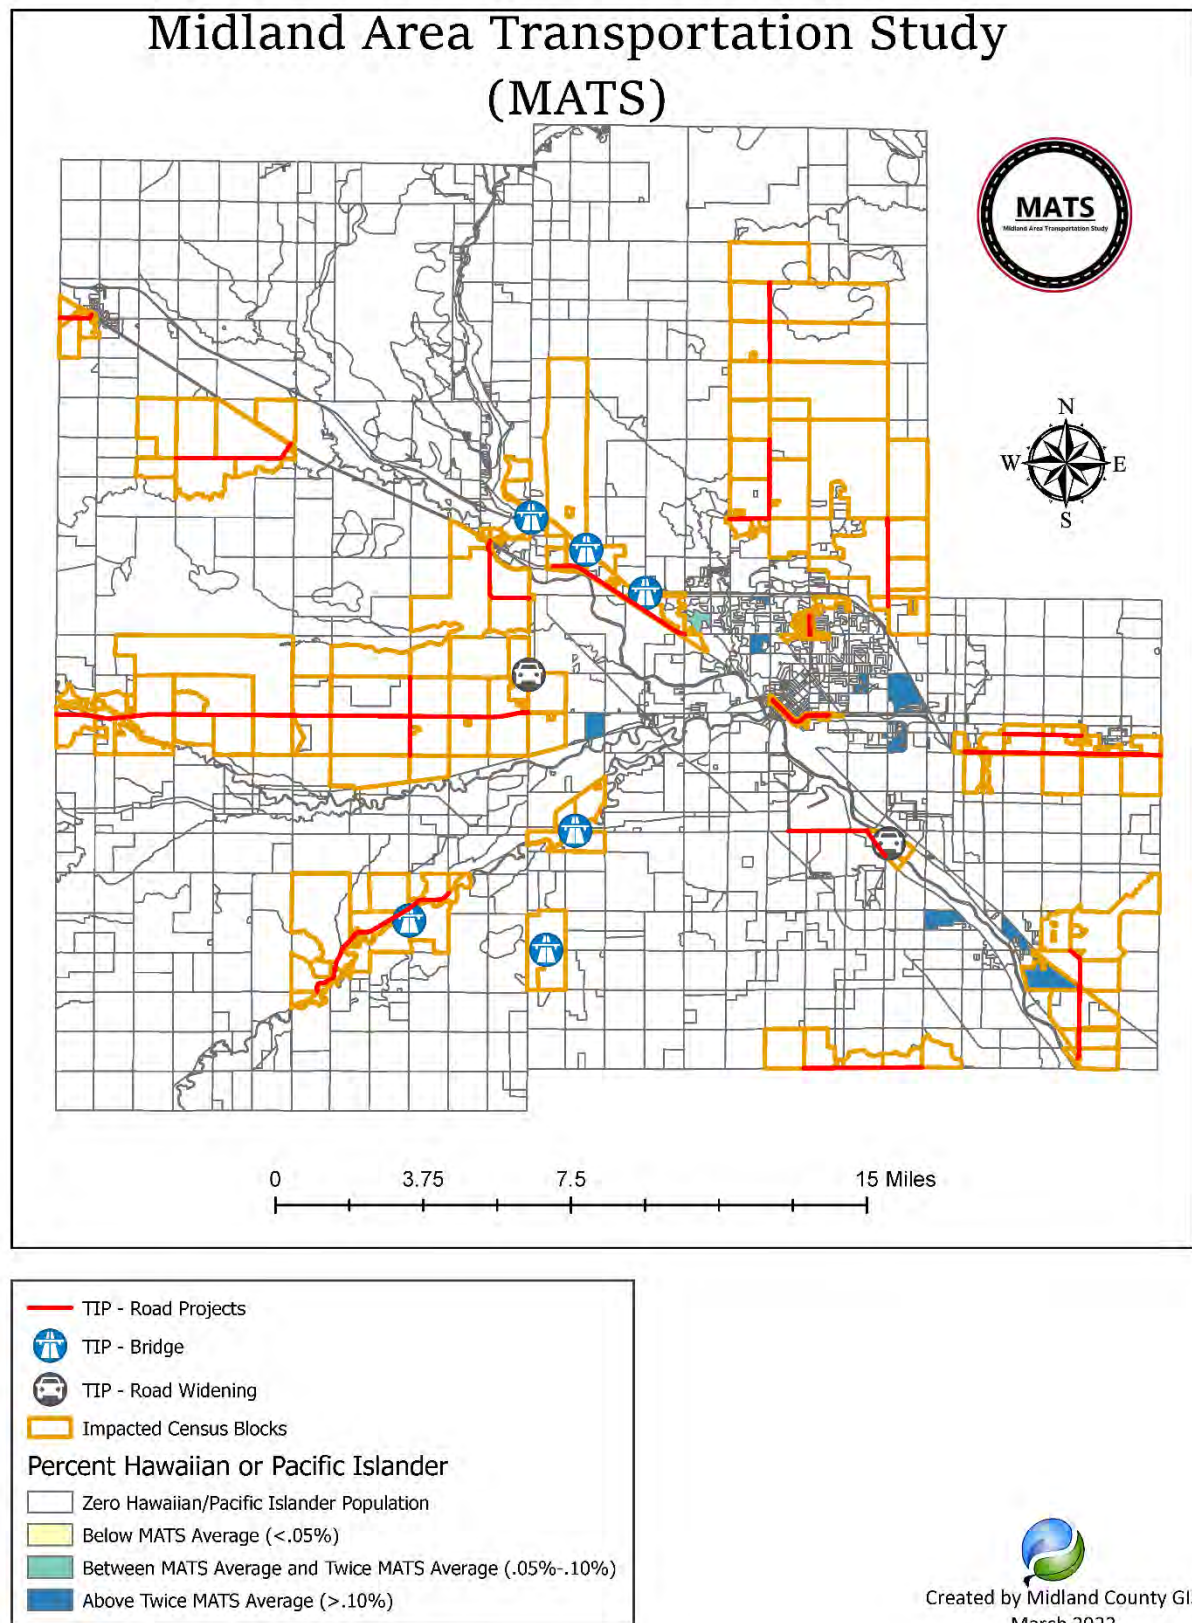 Midland Area Transportation Study
(MATS)
MATS
Midland Area Transportation Study
N
W
E
S
0 3.75 7.5 15 Miles
TIP - Road Projects
TIP - Bridge
TIP - Road Widening
Impacted Census Blocks
Percent Hawaiian or Pacific Islander
Zero Hawaiian/Pacific Islander Population
Below MATS Average (<.05%)
Between MATS Average and Twice MATS Average (.05%-.10%)
Above Twice MATS Average (>.10%)
Created by Midland County
March